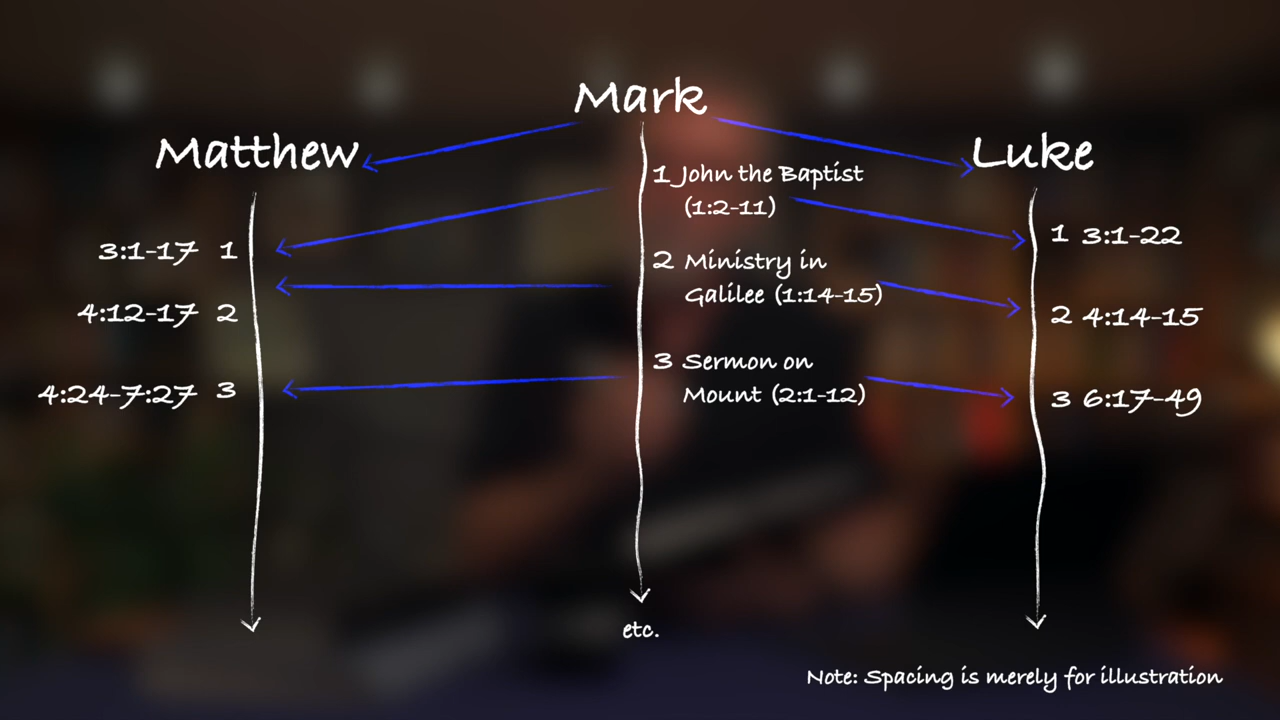 Mark
Matthew
Luke
1 John the Baptist
(1:2-11)
2 Ministry in
Galilee (1:14-15)
3 Sermon on
Mount (2:1-12)
etc.
3:1-17 1
4:12-17 2
4:24-7:27 3
1 3:1-22
2 4:14-15
3 6:17-49
Note: Spacing is merely for illustration